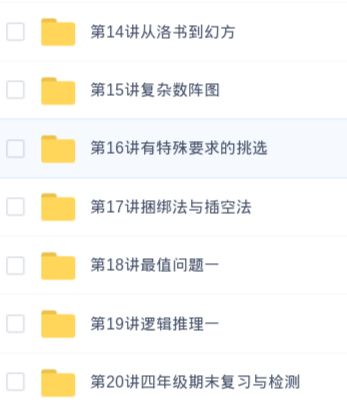 第14讲从洛书到幻方
第15讲复杂数阵图
第16讲有特殊要求的挑选
第17讲捆绑法与插空法
第18讲最值问题一
第19讲逻辑推理一
第20讲四年级期末复习与检测